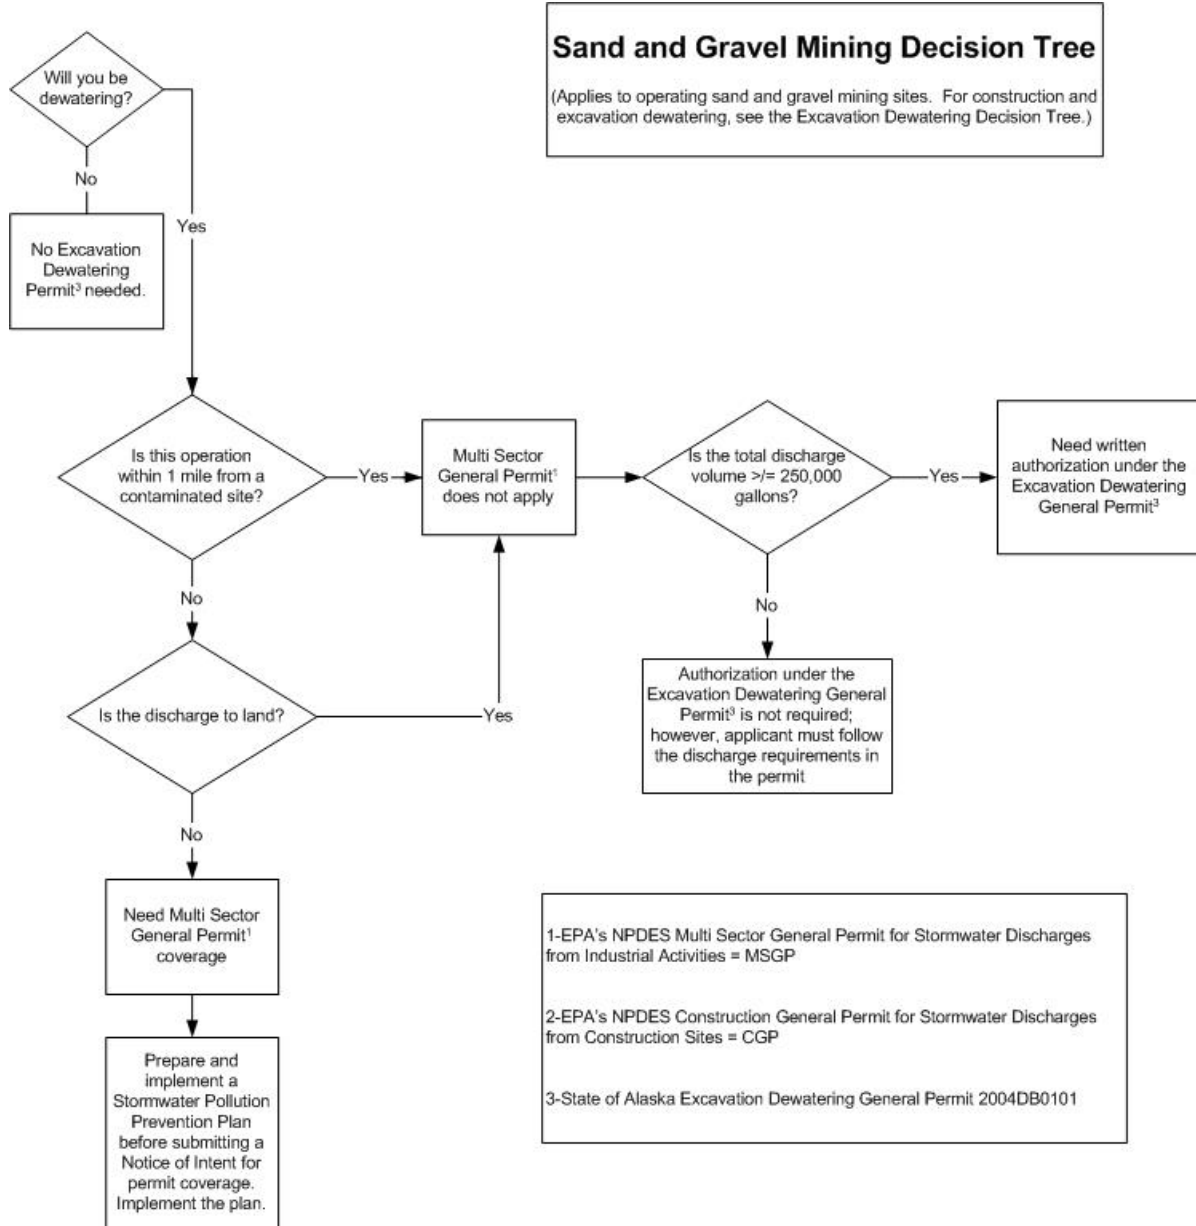 Sand and Gravel Mining Decision Tree
(Applies to operating sand and gravel mining sites. For construction and
excavation dewatering, see the Excavation Dewatering Decision Tree.)
Will you be
dewatering?
No
Yes
No Excavation
Dewatering
Permit³ needed.
Is this operation
within 1 mile from a
contaminated site?
Yes
Multi Sector
General Permit¹
does not apply
Is the total discharge
volume >/= 250,000
gallons?
Yes
Need written
authorization under the
Excavation Dewatering
General Permit³
No
No
Authorization under the
Excavation Dewatering General
Permit³ is not required;
however, applicant must follow
the discharge requirements in
the permit
Is the discharge to land?
Yes
No
Need Multi Sector
General Permit¹
coverage
Prepare and
implement a
Stormwater Pollution
Prevention Plan
before submitting a
Notice of Intent for
permit coverage.
Implement the plan.
1-EPA's NPDES Multi Sector General Permit for Stormwater Discharges
from Industrial Activities = MSGP
2-EPA's NPDES Construction General Permit for Stormwater Discharges
from Construction Sites = CGP
3-State of Alaska Excavation Dewatering General Permit 2004DB0101